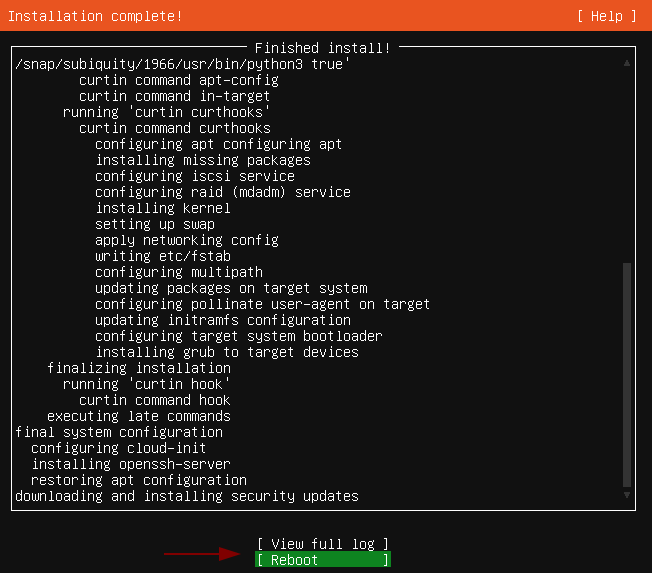 Installation complete! [ Help ]
Finished install!
/snap/subiquity/1966/usr/bin/python3 true'
curtin command apt-config
curtin command in-target
running 'curtin curthooks'
curtin command curthooks
configuring apt configuring apt
installing missing packages
configuring iscsi service
configuring raid (mdadm) service
installing kernel
setting up swap
apply networking config
writing etc/fstab
configuring multipath
updating packages on target system
configuring pollinate user-agent on target
updating initramfs configuration
configuring target system bootloader
installing grub to target devices
finalizing installation
running 'curtin hook'
curtin command hook
executing late commands
final system configuration
configuring cloud-init
installing openssh-server
restoring apt configuration
downloading and installing security updates
[ View full log ]
[ Reboot ]